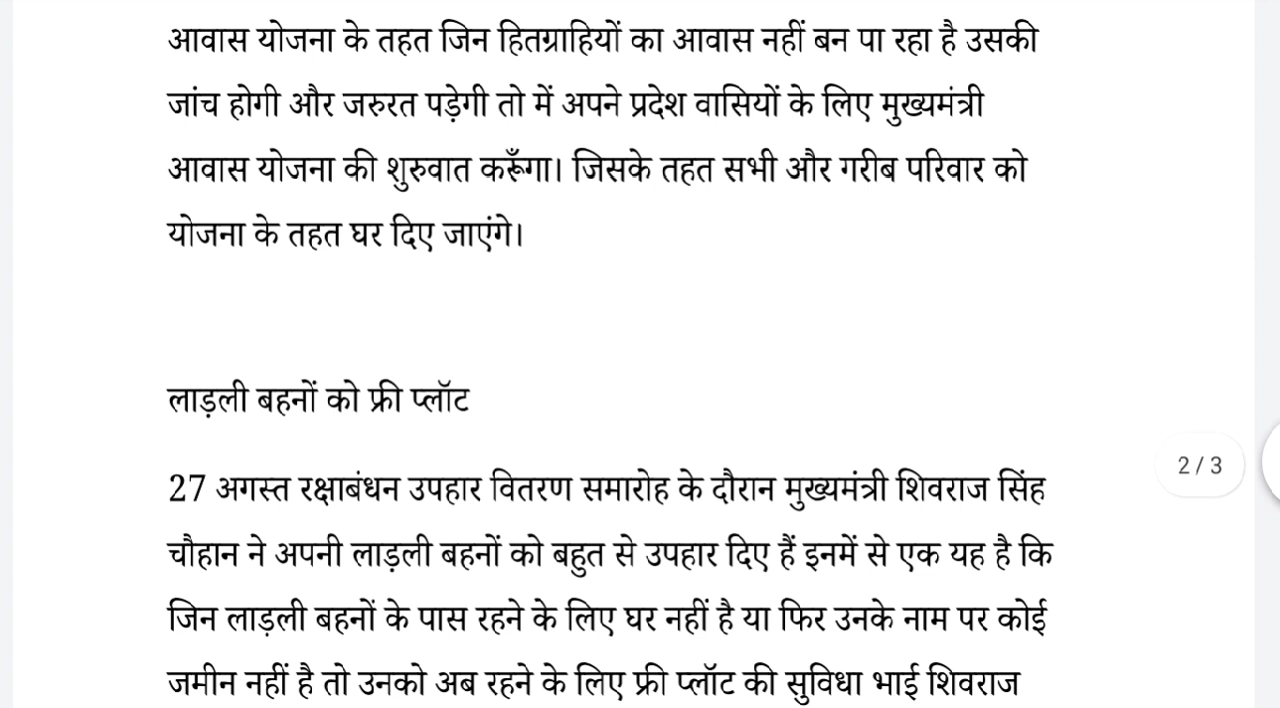 आवास योजना के तहत जिन हितग्राहियों का आवास नहीं बन पा रहा है उसकी
जांच होगी और जरुरत पड़ेगी तो में अपने प्रदेश वासियों के लिए मुख्यमंत्री
आवास योजना की शुरुवात करूँगा। जिसके तहत सभी और गरीब परिवार को
योजना के तहत घर दिए जाएंगे।
लाड़ली बहनों को फ्री प्लॉट
27 अगस्त रक्षाबंधन उपहार वितरण समारोह के दौरान मुख्यमंत्री शिवराज सिंह
चौहान ने अपनी लाड़ली बहनों को बहुत से उपहार दिए हैं इनमें से एक यह है कि
जिन लाड़ली बहनों के पास रहने के लिए घर नहीं है या फिर उनके नाम पर कोई
जमीन नहीं है तो उनको अब रहने के लिए फ्री प्लॉट की सुविधा भाई शिवराज
2 / 3